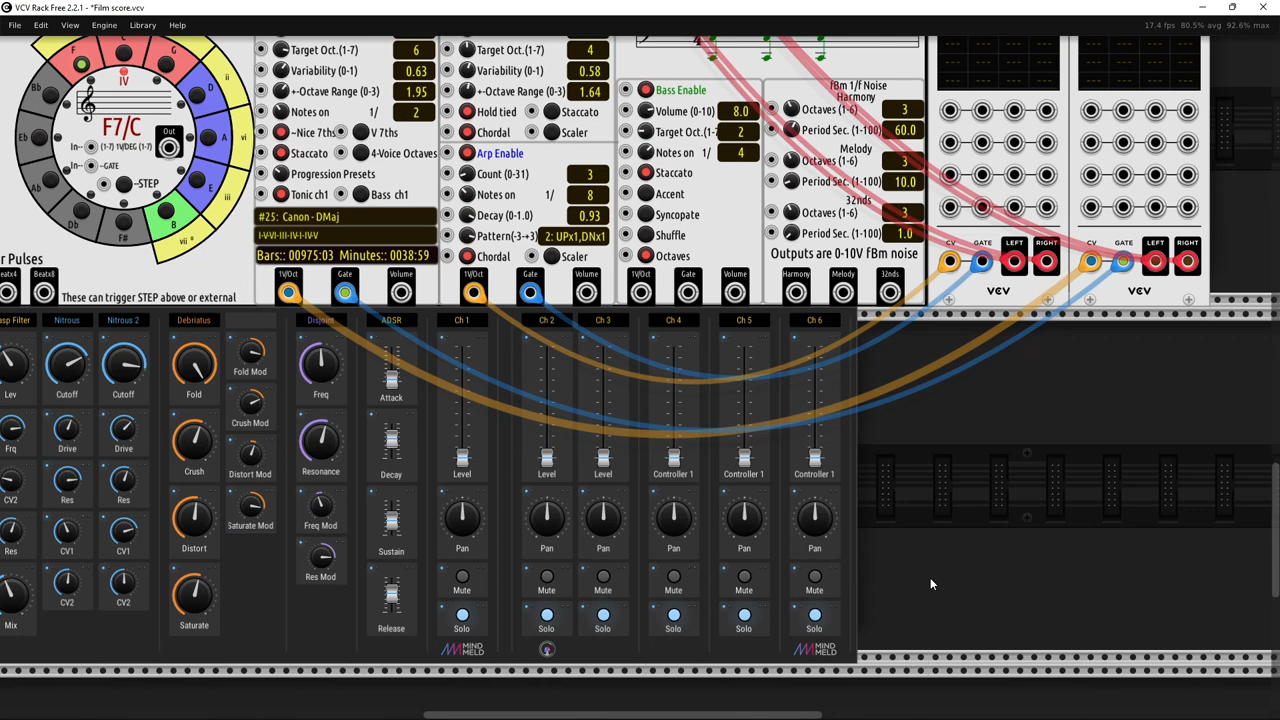 VCV Rack Free 2.2.1 - *Film score.vcv
File Edit View Engine Library Help
17.4 fps 80.5% avg 92.6% max
F C G
Bb D ii
Eb A vi
Ab E iii
Db F# B vii °
IV
F7/C
Out
In-- (1-7) 1V/DEG (1-7)
In-- --GATE
--STEP
r Pulses
Beatx4 Beatx8
These can trigger STEP above or external
Target Oct.(1-7) 6
Variability (0-1) 0.63
+-Octave Range (0-3) 1.95
Notes on 1/ 2
~Nice 7ths V 7ths
Staccato 4-Voice Octaves
Progression Presets
Tonic ch1 Bass ch1
#25: Canon - DMaj
I-V-VI-III-IV-I-IV-V
Bars:: 00975:03 Minutes:: 0038:59
1V/Oct Gate Volume
Target Oct.(1-7) 4
Variability (0-1) 0.58
+-Octave Range (0-3) 1.64
Hold tied Staccato
Chordal Scaler
Arp Enable
Count (0-31) 3
Notes on 1/ 8
Decay (0-1.0) 0.93
Pattern(-3-+3) 2: UPx1,DNx1
Chordal Scaler
1V/Oct Gate Volume
Bass Enable
Volume (0-10) 8.0
Target Oct.(1-7 2
Notes on 1/ 4
Staccato
Accent
Syncopate
Shuffle
Octaves
1V/Oct Gate Volume
fBm 1/f Noise
Harmony
Octaves (1-6) 3
Period Sec. (1-100) 60.0
Melody
Octaves (1-6) 3
Period Sec. (1-100) 10.0
32nds
Octaves (1-6) 3
Period Sec. (1-100) 1.0
Outputs are 0-10V fBm noise
Harmony Melody 32nds
CV GATE LEFT RIGHT
VCV
CV GATE LEFT RIGHT
VCV
asp Filter Nitrous Nitrous 2 Debriatus Disjoint ADSR Ch 1 Ch 2 Ch 3 Ch 4 Ch 5 Ch 6
Lev Cutoff Cutoff Fold Fold Mod Freq Attack
Frq Drive Drive Crush Crush Mod Resonance Decay Level Level Level Controller 1 Controller 1 Controller 1
CV2 Res Res Distort Mod
Res CV1 CV1 Distort Saturate Mod Freq Mod Sustain Pan Pan Pan Pan Pan Pan
CV2 CV2 Res Mod Mute Mute Mute Mute Mute Mute
Mix Saturate Release Solo Solo Solo Solo Solo Solo
MIND MELD MIND MELD